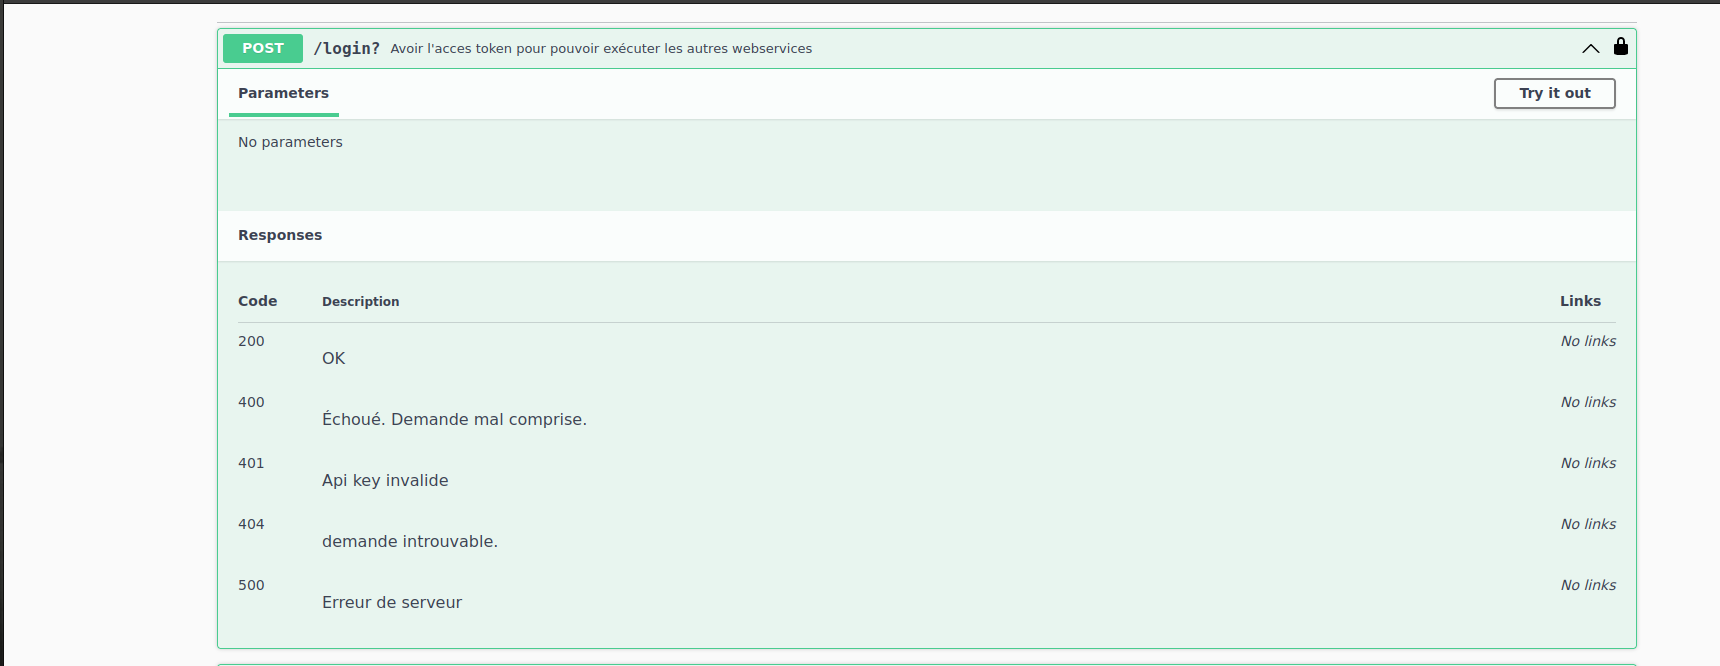 POST /login? Avoir l'acces token pour pouvoir exécuter les autres webservices
Parameters Try it out
No parameters
Responses
Code Description Links
200 No links
OK
400 No links
Échoué. Demande mal comprise.
401 No links
Api key invalide
404 No links
demande introuvable.
500 No links
Erreur de serveur